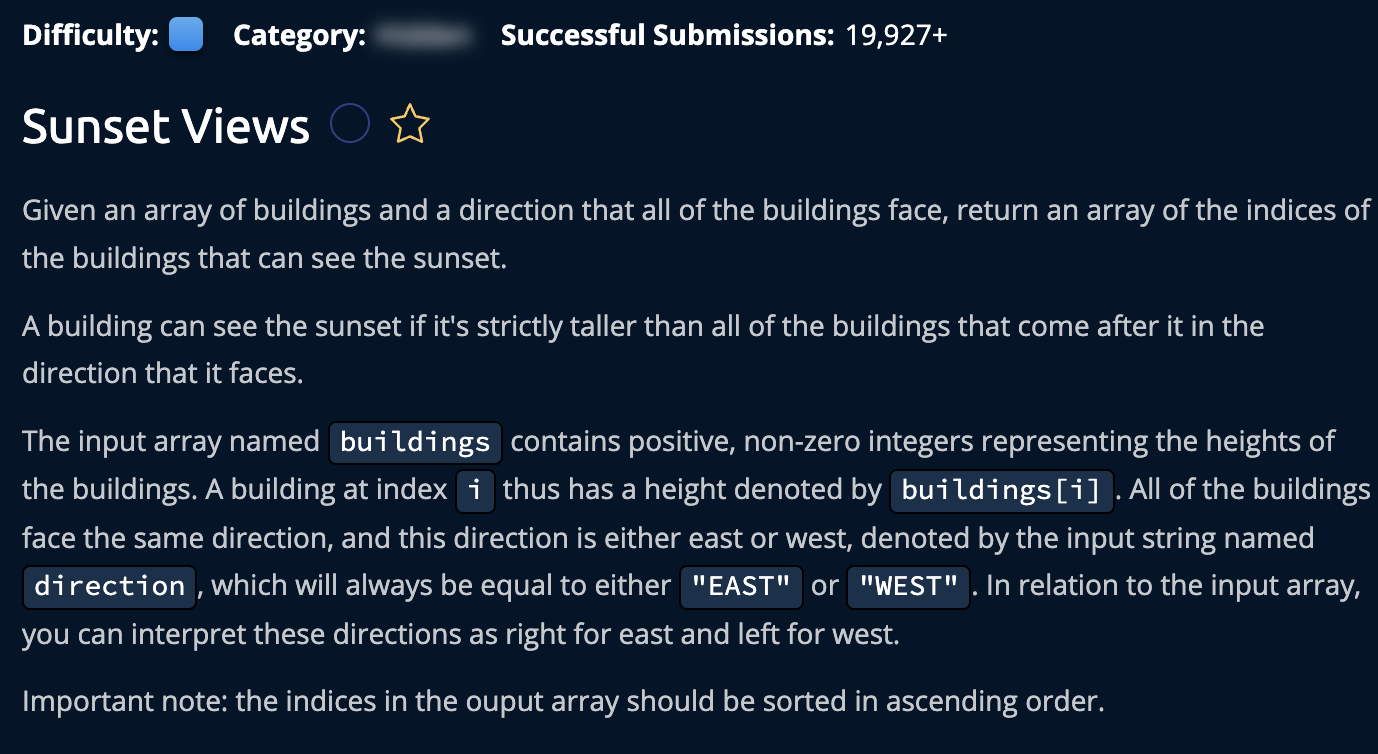 Difficulty: Category: Successful Submissions: 19,927+
Sunset Views
Given an array of buildings and a direction that all of the buildings face, return an array of the indices of
the buildings that can see the sunset.
A building can see the sunset if it's strictly taller than all of the buildings that come after it in the
direction that it faces.
The input array named buildings contains positive, non-zero integers representing the heights of
the buildings. A building at index i thus has a height denoted by buildings[i]. All of the buildings
face the same direction, and this direction is either east or west, denoted by the input string named
direction, which will always be equal to either "EAST" or "WEST". In relation to the input array,
you can interpret these directions as right for east and left for west.
Important note: the indices in the ouput array should be sorted in ascending order.